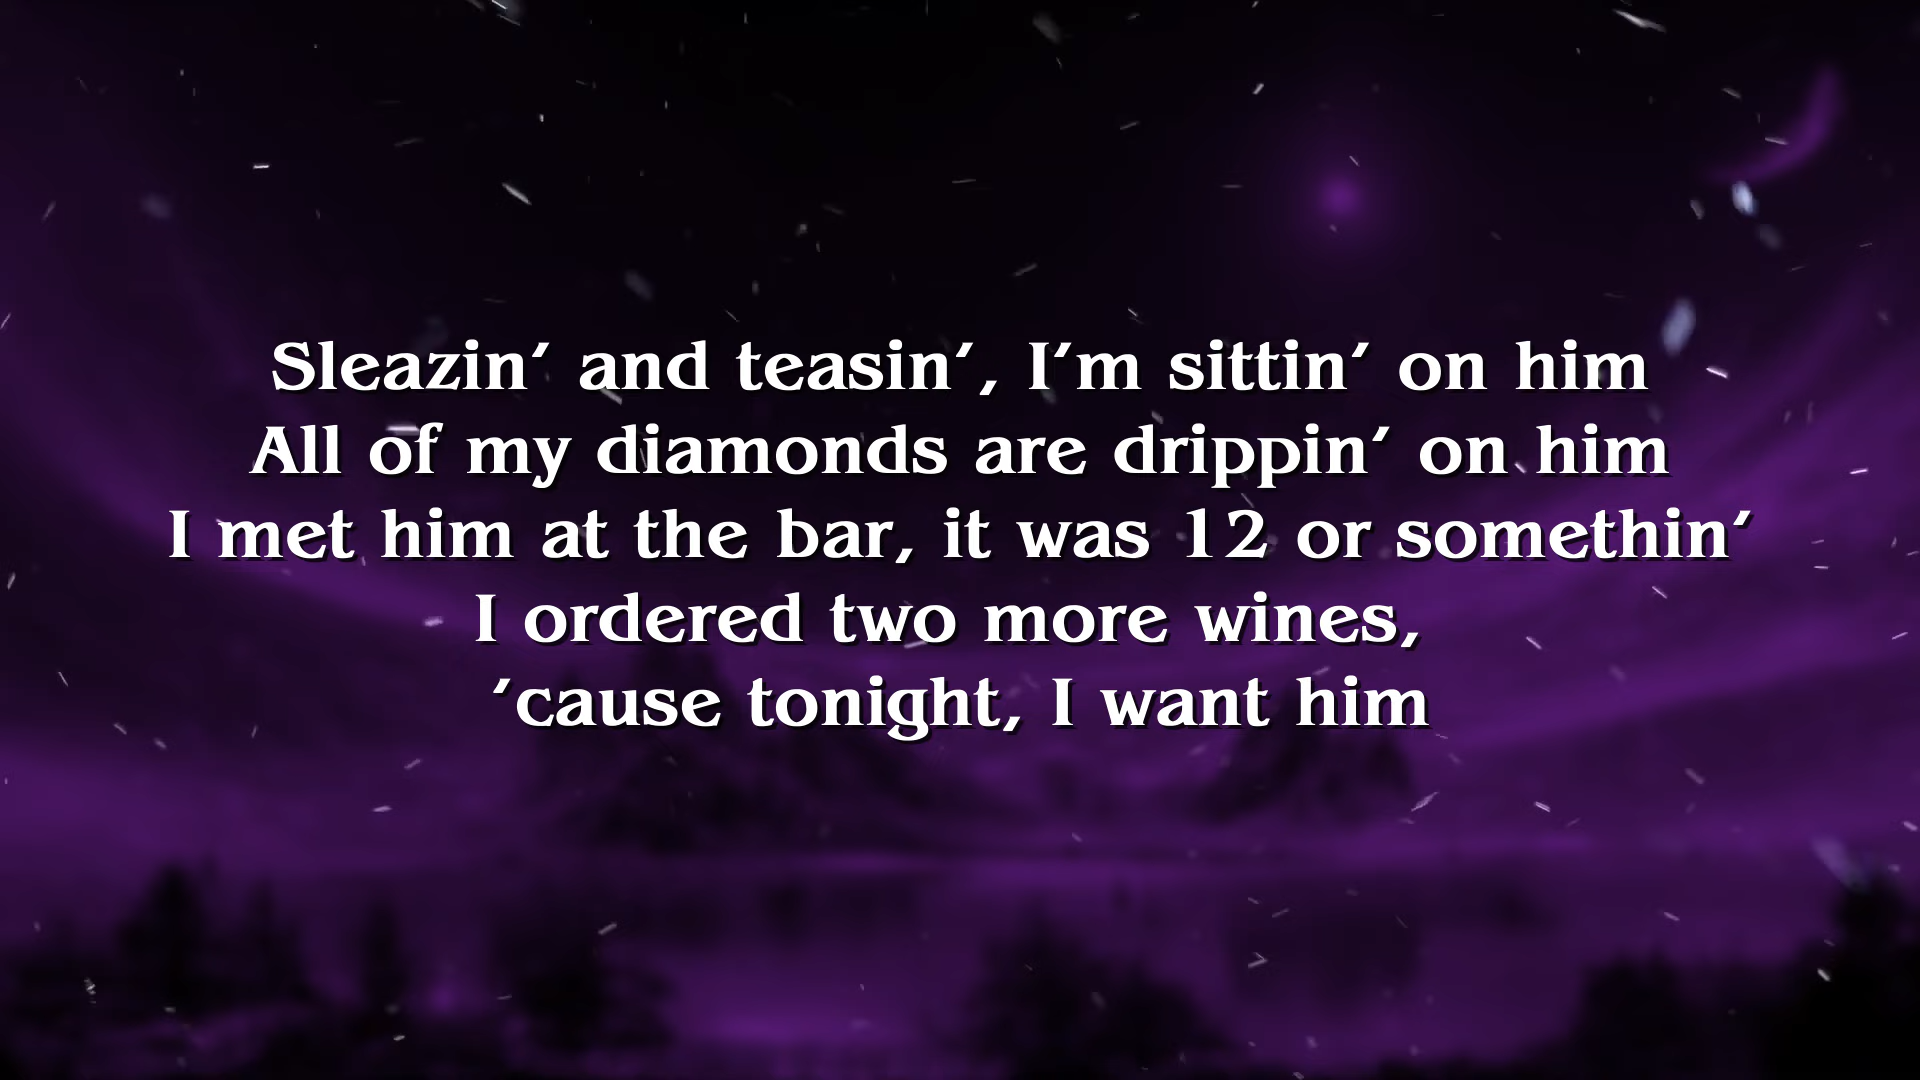 Sleazin’ and teasin’, I’m sittin’ on him
All of my diamonds are drippin’ on him
I met him at the bar, it was 12 or somethin’
I ordered two more wines,
’cause tonight, I want him